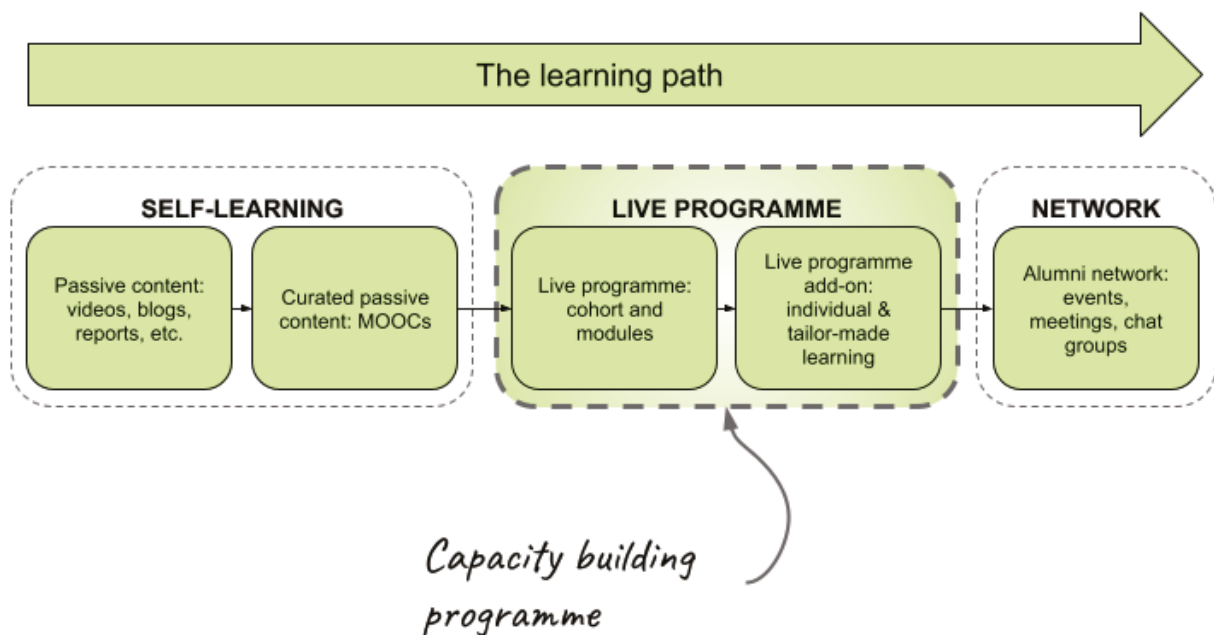 The learning path
SELF-LEARNING
Passive content:
videos, blogs,
reports, etc.
Curated passive
content: MOOCs
LIVE PROGRAMME
Live programme:
cohort and
modules
Live programme
add-on:
individual &
tailor-made
learning
NETWORK
Alumni network:
events,
meetings, chat
groups
Capacity building
programme